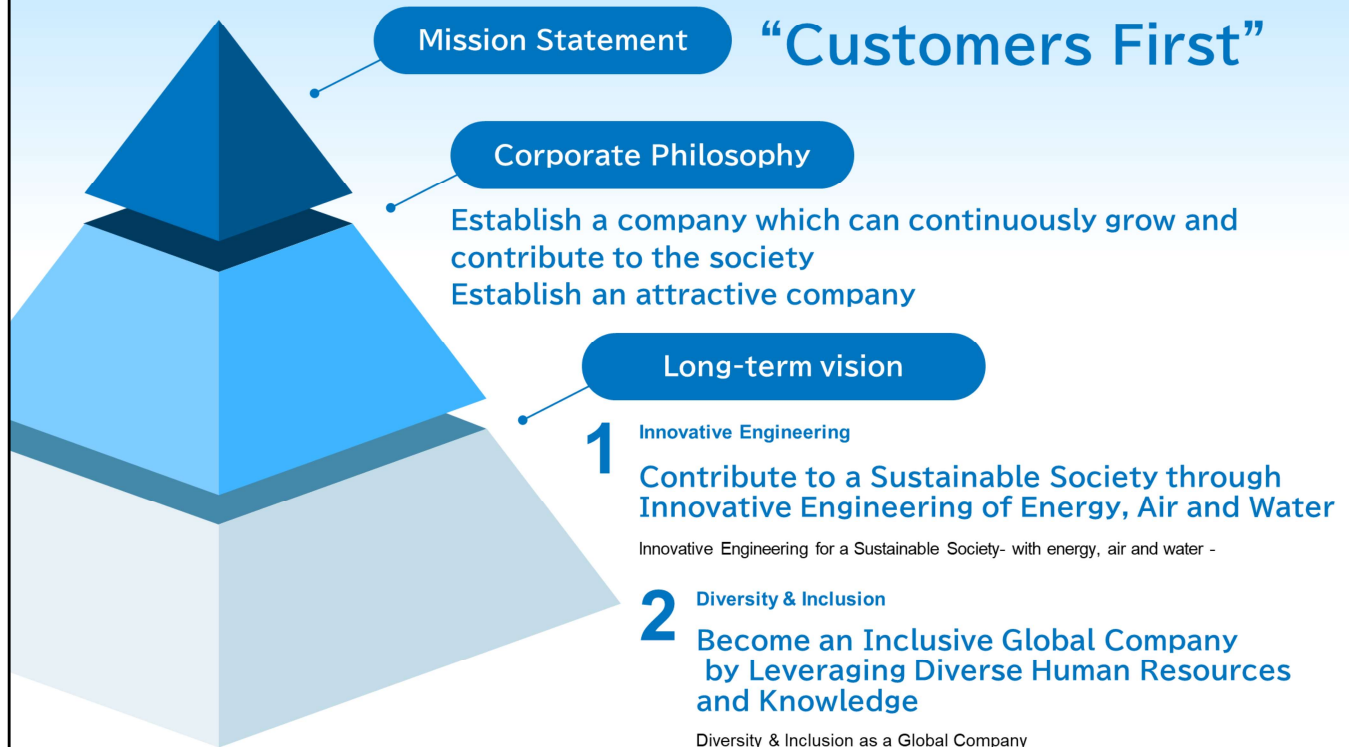 Mission Statement
“Customers First”
Corporate Philosophy
Establish a company which can continuously grow and
contribute to the society
Establish an attractive company
Long-term vision
1
Innovative Engineering
Contribute to a Sustainable Society through
Innovative Engineering of Energy, Air and Water
Innovative Engineering for a Sustainable Society- with energy, air and water -
2
Diversity & Inclusion
Become an Inclusive Global Company
by Leveraging Diverse Human Resources
and Knowledge
Diversity & Inclusion as a Global Company